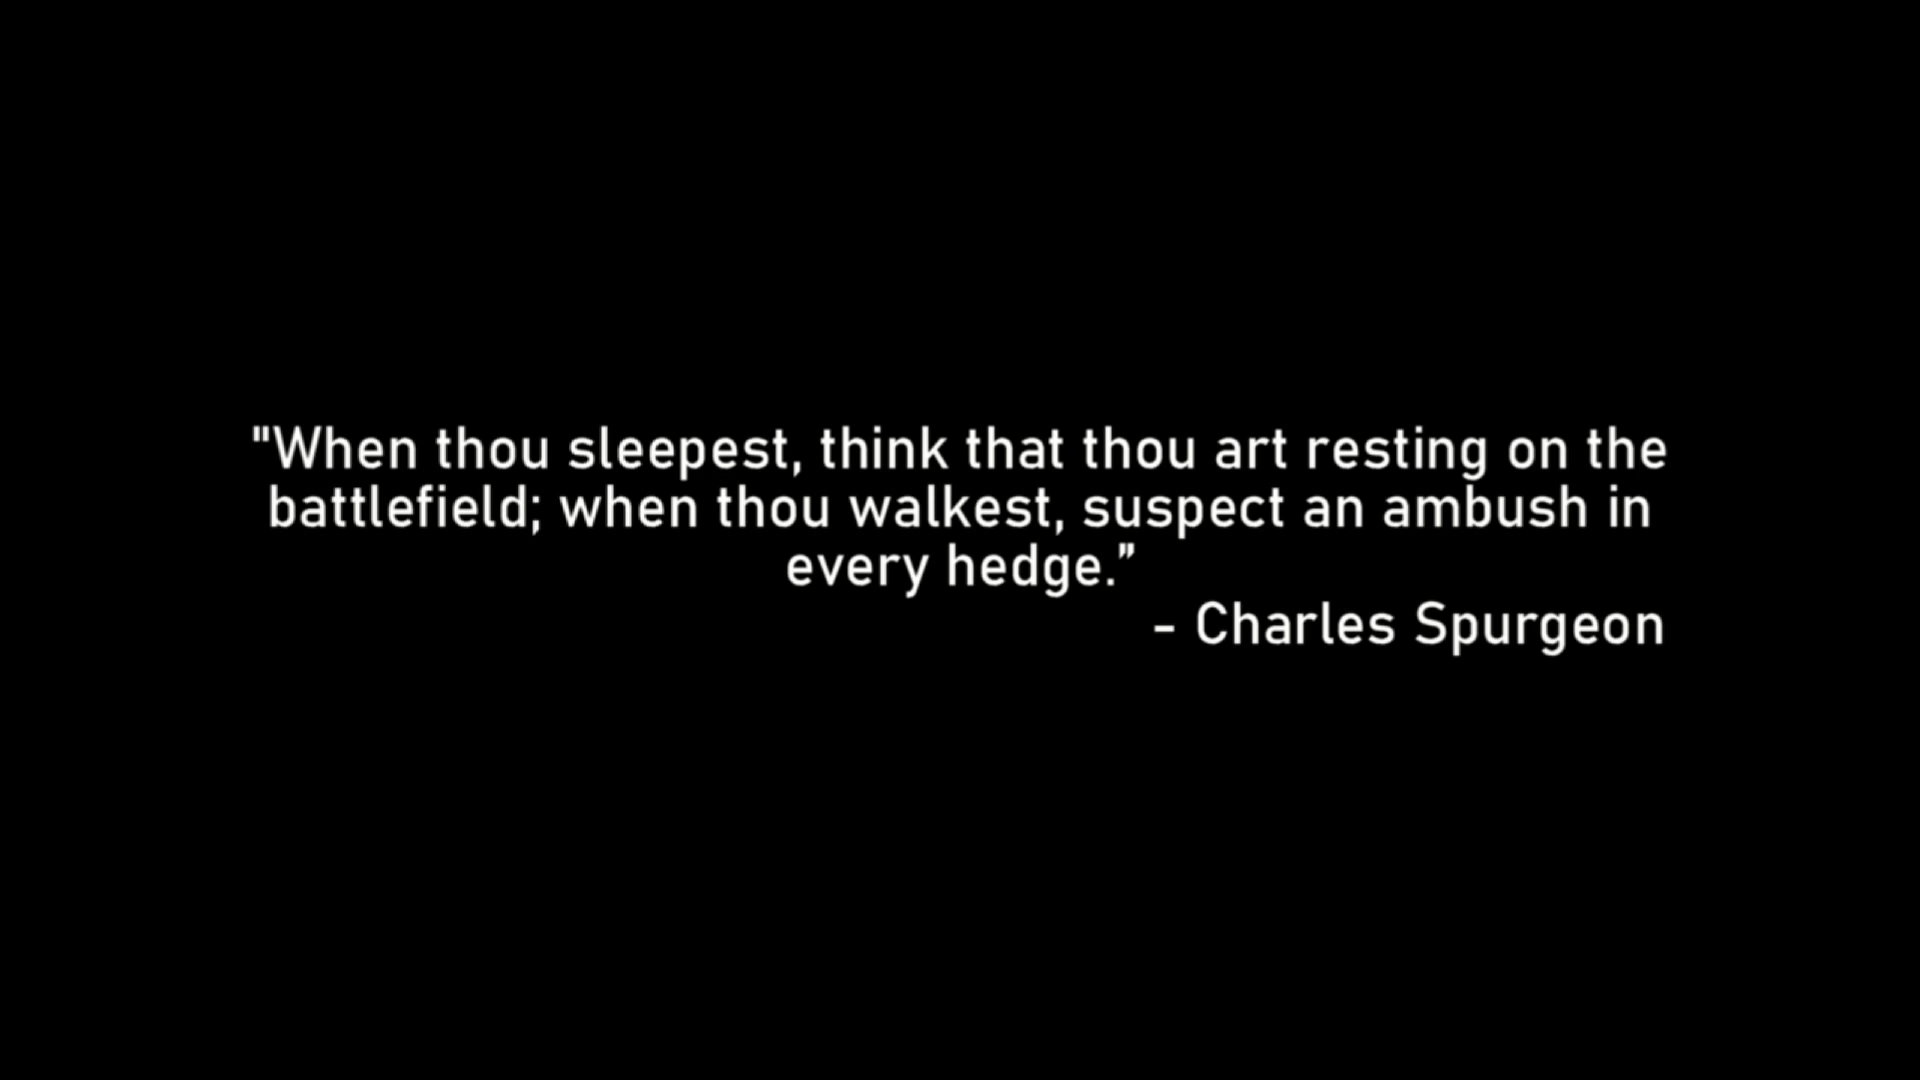 "When thou sleepest, think that thou art resting on the
battlefield; when thou walkest, suspect an ambush in
every hedge.”
- Charles Spurgeon